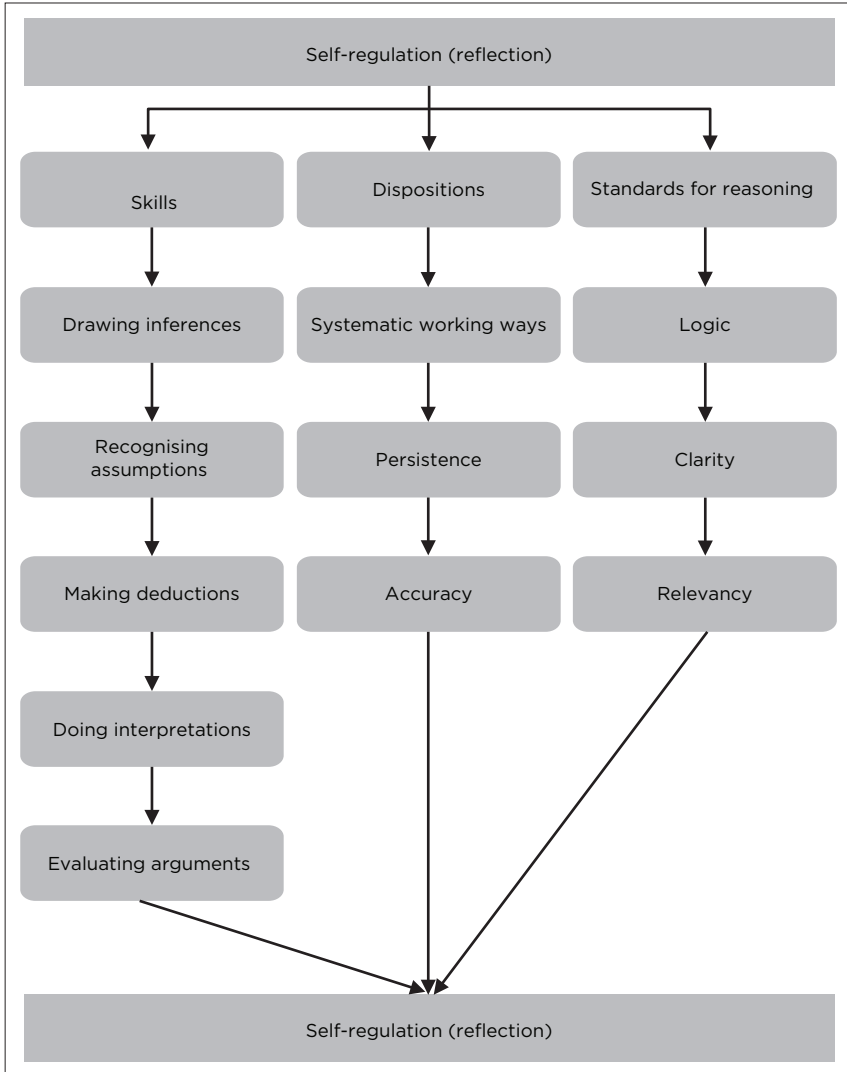 Self-regulation (reflection)
Skills
Dispositions
Standards for reasoning
Drawing inferences
Systematic working ways
Logic
Recognising
assumptions
Persistence
Clarity
Making deductions
Accuracy
Relevancy
Doing interpretations
Evaluating arguments
Self-regulation (reflection)